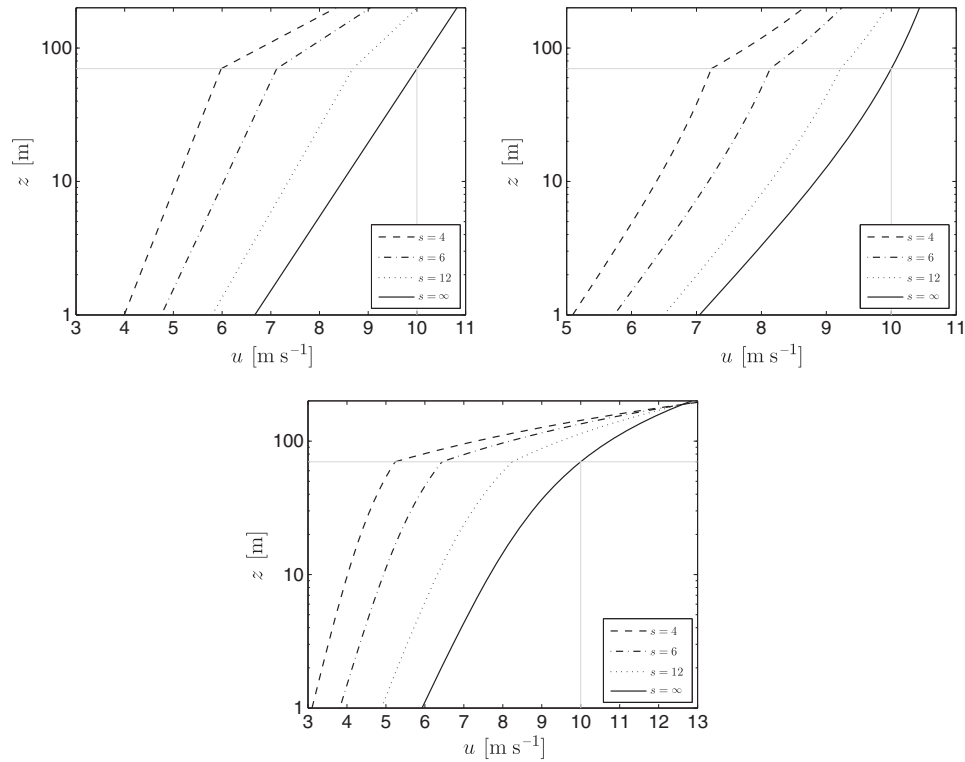 100
10
1
z [m]
3 4 5 6 7 8 9 10 11
u [m s⁻¹]
s = 4
s = 6
s = 12
s = ∞
100
10
1
z [m]
5 6 7 8 9 10 11
u [m s⁻¹]
s = 4
s = 6
s = 12
s = ∞
100
10
1
z [m]
3 4 5 6 7 8 9 10 11 12 13
u [m s⁻¹]
s = 4
s = 6
s = 12
s = ∞